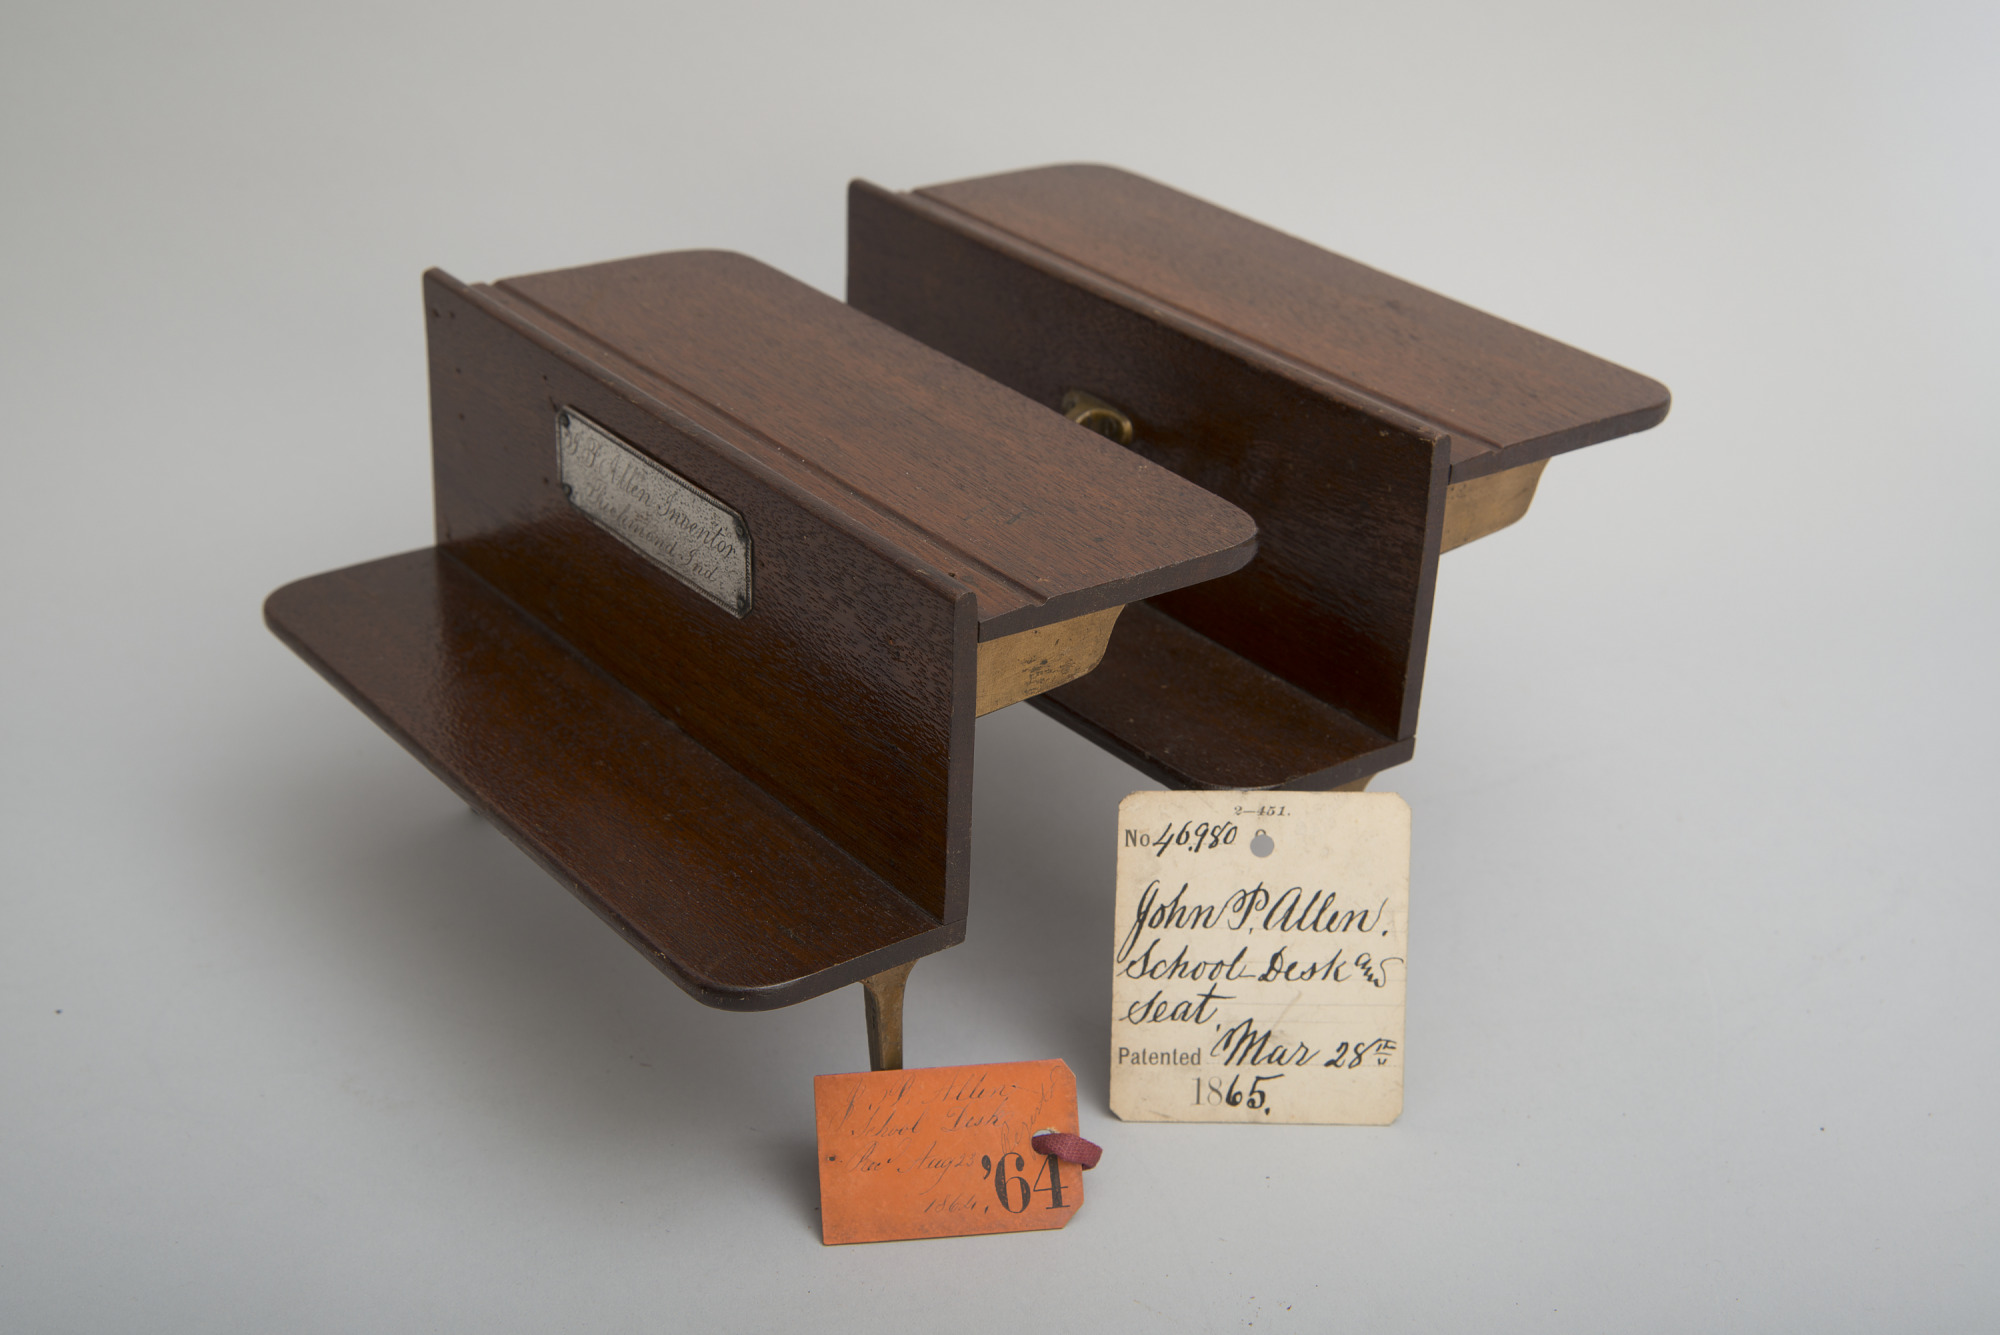 J. P. Allen Inventor
Richmond Ind.
2—451.
No 46,980
John P. Allen.
School Desk and
Seat.
Patented Mar 28th
1865.
J. P. Allen
School Desk
Rec Aug 23
1864.
'64